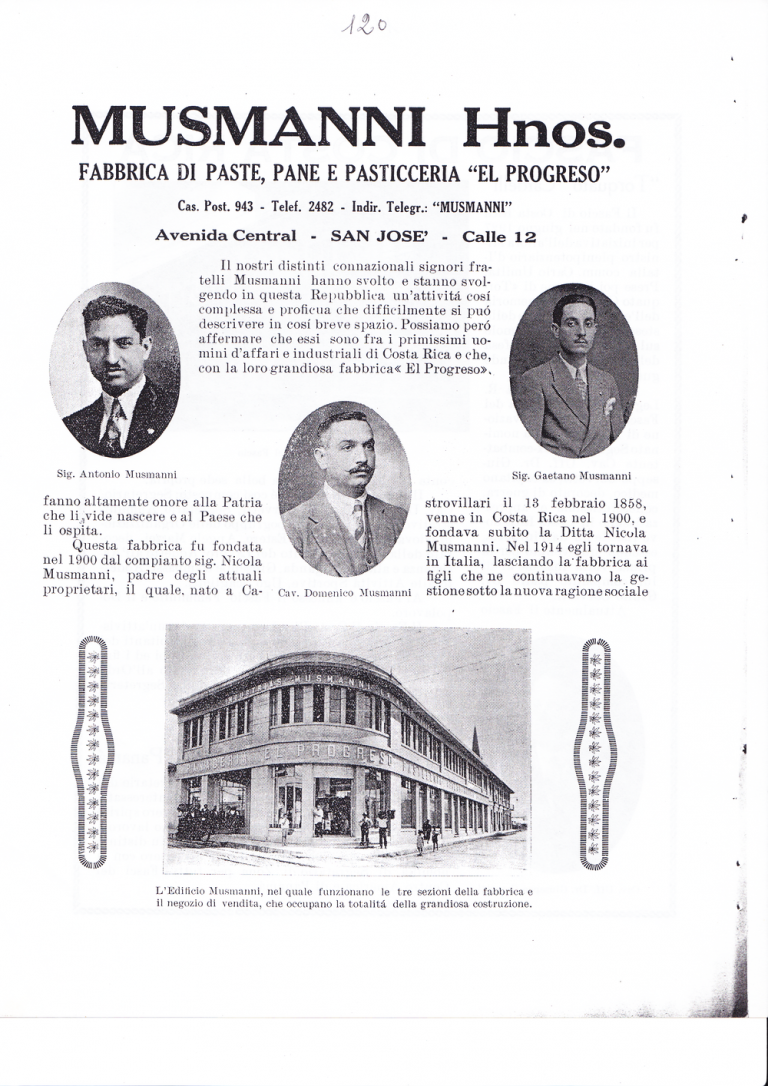 120
MUSMANNI Hnos.
FABBRICA DI PASTE, PANE E PASTICCERIA “EL PROGRESO”
Cas. Post. 943 - Telef. 2482 - Indir. Telegr.: “MUSMANNI”
Avenida Central - SAN JOSE’ - Calle 12
Il nostri distinti connazionali signori fra-
telli Musmanni hanno svolto e stanno svol-
gendo in questa Repubblica un’attivitá cosí
complessa e proficua che difficilmente si puó
descrivere in cosí breve spazio. Possiamo peró
affermare che essi sono fra i primissimi uo-
mini d’affari e industriali di Costa Rica e che,
con la loro grandiosa fabbrica« El Progreso».
Sig. Antonio Musmanni
Sig. Gaetano Musmanni
fanno altamente onore alla Patria
che li vide nascere e al Paese che
li ospita.
Questa fabbrica fu fondata
nel 1900 dal compianto sig. Nicola
Musmanni, padre degli attuali
proprietari, il quale, nato a Ca-
Cav. Domenico Musmanni
strovillari il 13 febbraio 1858,
venne in Costa Rica nel 1900, e
fondava subito la Ditta Nicola
Musmanni. Nel 1914 egli tornava
in Italia, lasciando la fabbrica ai
figli che ne continuavano la ge-
stione sotto la nuova ragione sociale
MUSMANNI
EL PROGRESO
L’Edificio Musmanni, nel quale funzionano le tre sezioni della fabbrica e
il negozio di vendita, che occupano la totalitá della grandiosa costruzione.